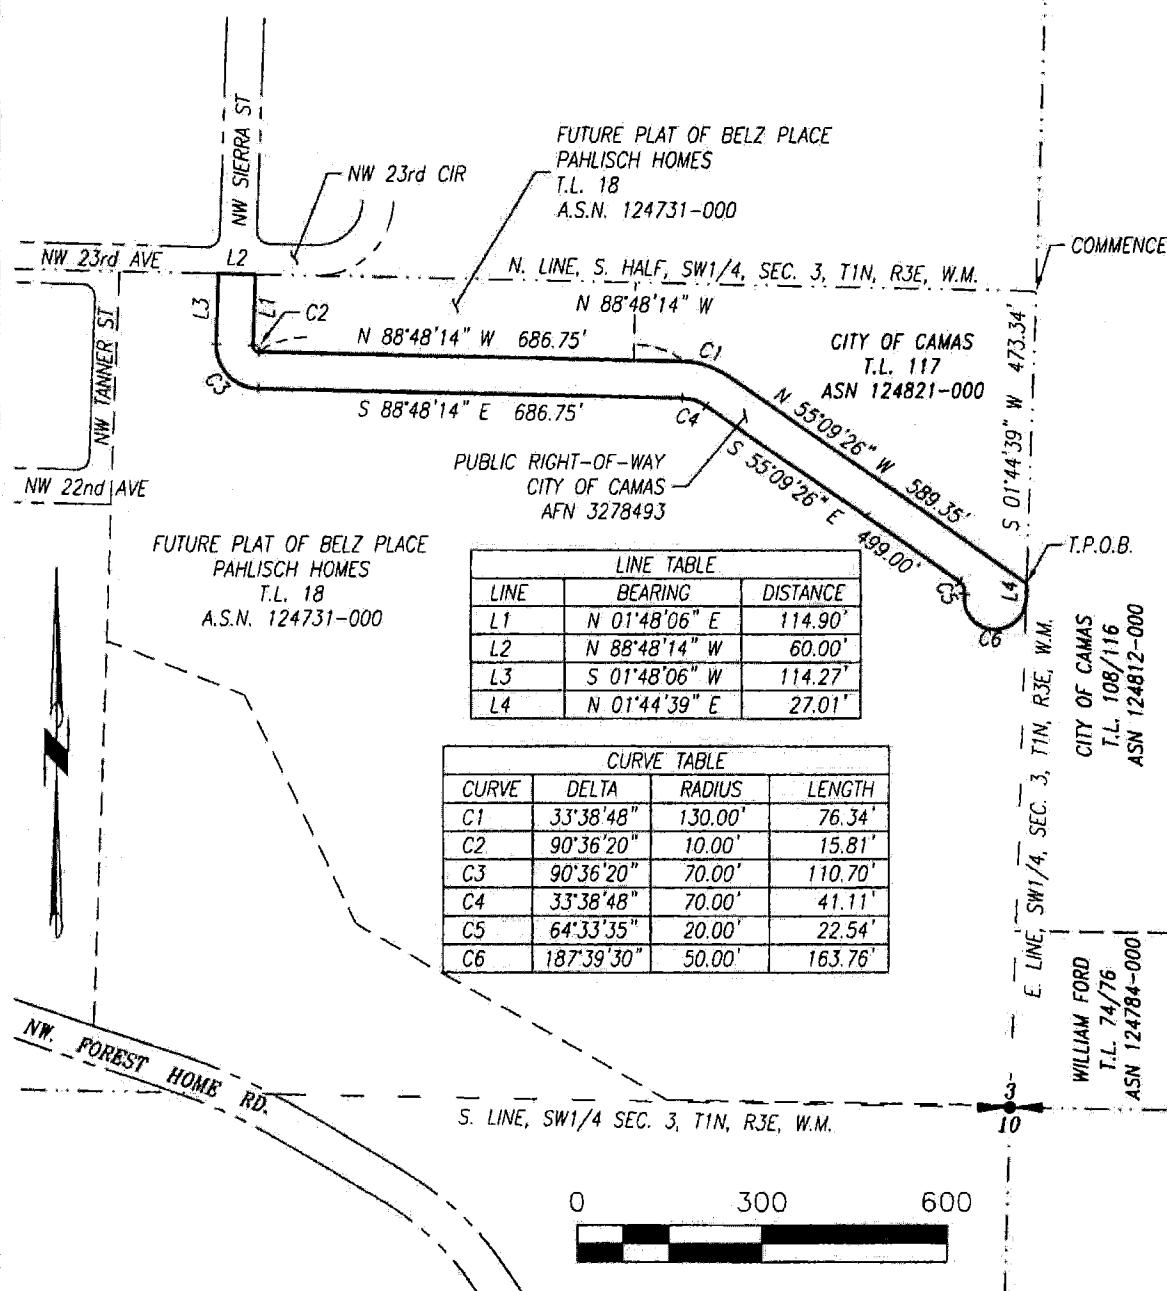 NW SIERRA ST
FUTURE PLAT OF BELZ PLACE
PAHLISCH HOMES
T.L. 18
A.S.N. 124731-000
NW 23rd CIR
COMMENCE
NW 23rd AVE
L2
N. LINE, S. HALF, SW1/4, SEC. 3, T1N, R3E, W.M.
N 88°48'14" W
L3
L1
C2
N 88°48'14" W 686.75'
C1
CITY OF CAMAS
T.L. 117
ASN 124821-000
S 01°44'39" W 473.34'
NW TANNER ST
C3
S 88°48'14" E 686.75'
C4
N 55°09'26" W 589.35'
S 55°09'26" E 499.00'
PUBLIC RIGHT-OF-WAY
CITY OF CAMAS
AFN 3278493
NW 22nd AVE
T.P.O.B.
FUTURE PLAT OF BELZ PLACE
PAHLISCH HOMES
T.L. 18
A.S.N. 124731-000
C5
L4
C6
LINE TABLE
LINE BEARING DISTANCE
L1 N 01°48'06" E 114.90'
L2 N 88°48'14" W 60.00'
L3 S 01°48'06" W 114.27'
L4 N 01°44'39" E 27.01'
CITY OF CAMAS
T.L. 108/116
ASN 124812-000
CURVE TABLE
CURVE DELTA RADIUS LENGTH
C1 33°38'48" 130.00' 76.34'
C2 90°36'20" 10.00' 15.81'
C3 90°36'20" 70.00' 110.70'
C4 33°38'48" 70.00' 41.11'
C5 64°33'35" 20.00' 22.54'
C6 187°39'30" 50.00' 163.76'
E. LINE, SW1/4, SEC. 3, T1N, R3E, W.M.
WILLIAM FORD
T.L. 74/76
ASN 124784-000
NW. FOREST HOME RD.
3
10
S. LINE, SW1/4 SEC. 3, T1N, R3E, W.M.
0 300 600